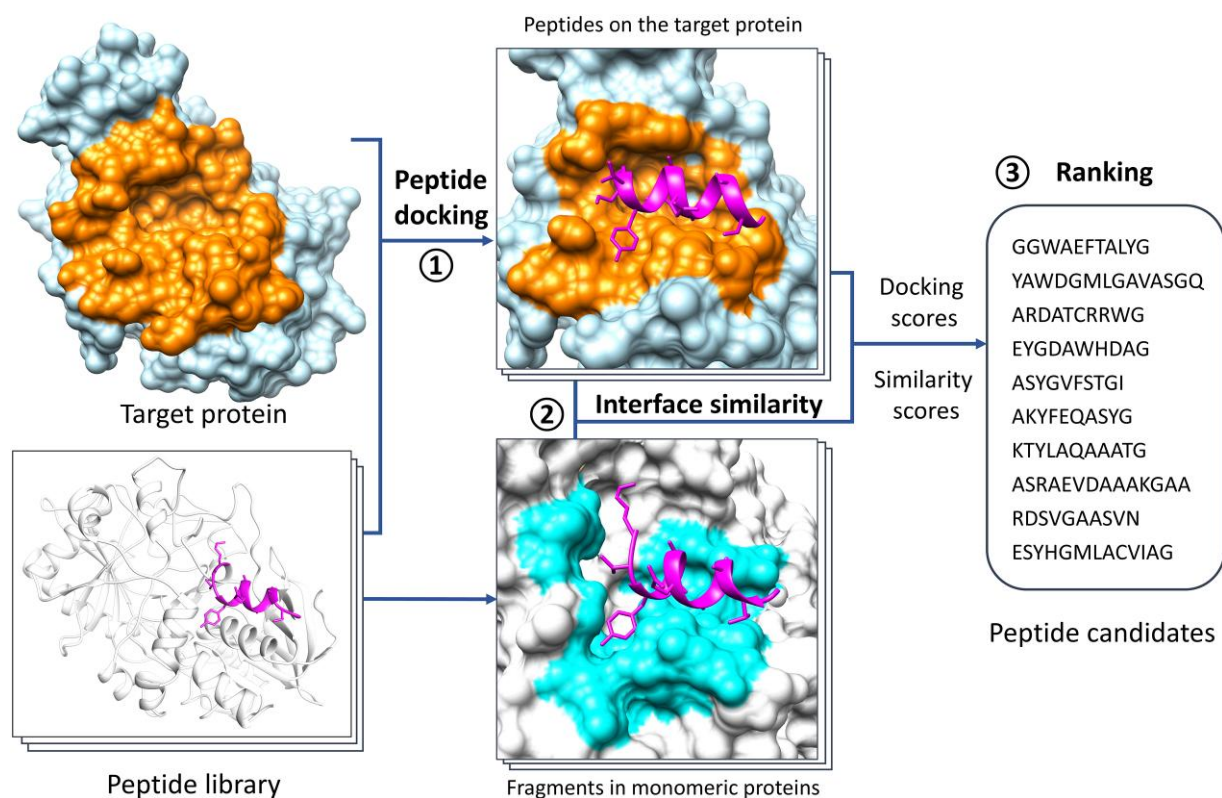 Peptides on the target protein
Target protein
Peptide
docking
①
② Interface similarity
Peptide library
Fragments in monomeric proteins
Docking
scores
Similarity
scores
③ Ranking
GGWAEFTALYG
YAWDGMLGAVASGQ
ARDATCRRWG
EYGDAWHDAG
ASYGVFSTGI
AKYFEQASYG
KTYLAQAAATG
ASRAEVDAAAKGAA
RDSVGAASVN
ESYHGMLACVIAG
Peptide candidates